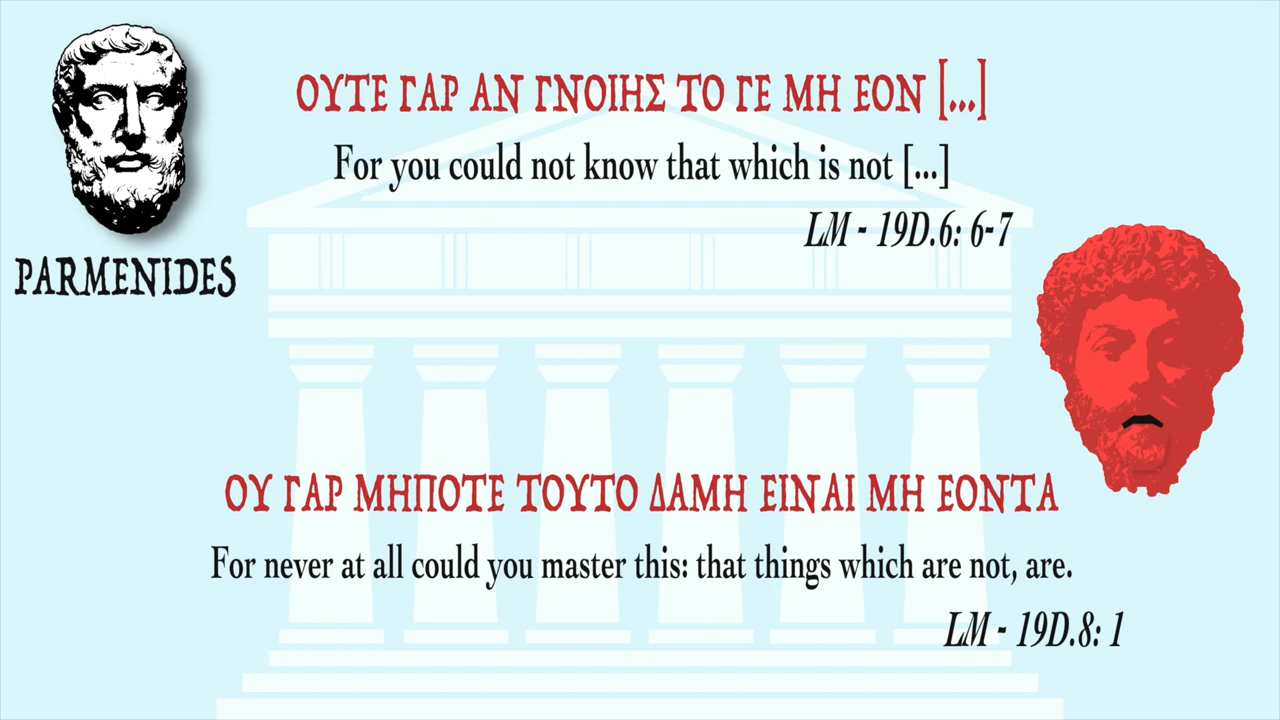 ΟΥΤΕ ΓΑΡ ΑΝ ΓΝΟΙΗΣ ΤΟ ΓΕ ΜΗ ΕΟΝ [...]
For you could not know that which is not [...]
LM - 19D.6: 6-7
PARMENIDES
ΟΥ ΓΑΡ ΜΗΠΟΤΕ ΤΟΥΤΟ ΔΑΜΗ ΕΙΝΑΙ ΜΗ ΕΟΝΤΑ
For never at all could you master this: that things which are not, are.
LM - 19D.8: 1